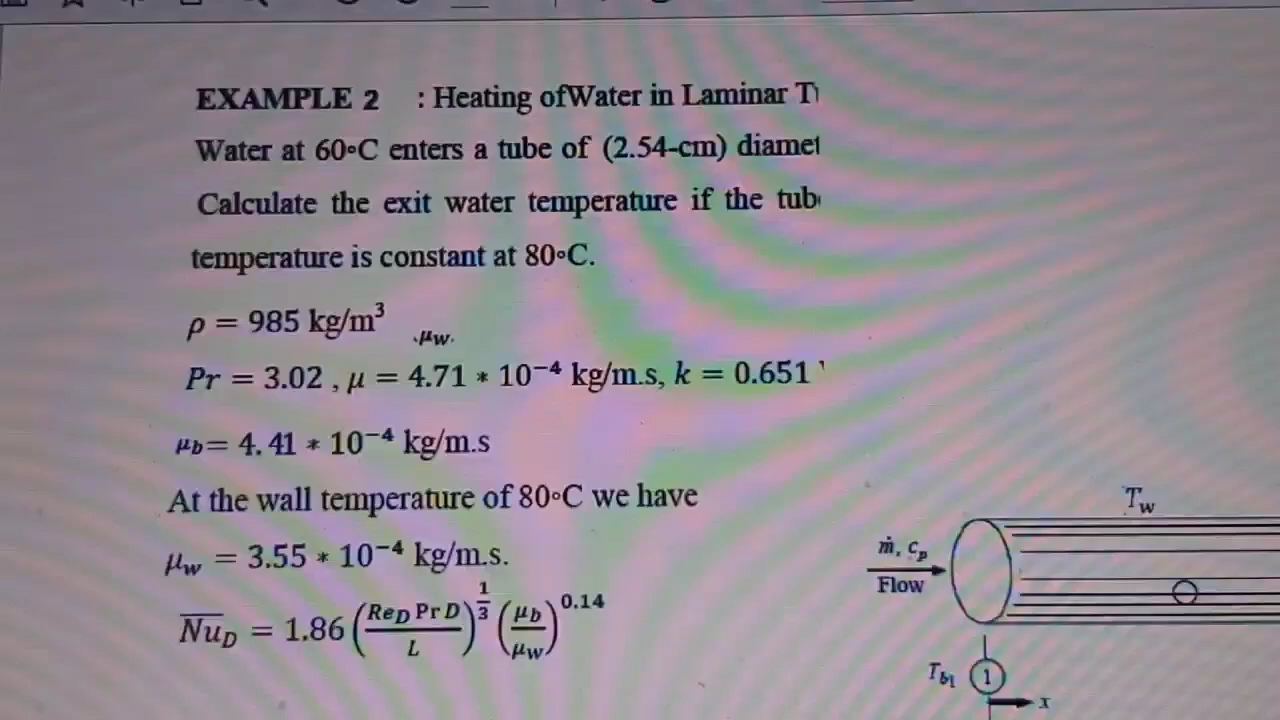 EXAMPLE 2 : Heating ofWater in Laminar
Water at 60∘C enters a tube of (2.54-cm)
Calculate the exit water temperature if the
temperature is constant at 80∘C.
ρ = 985 kg/m³
μw.
Pr = 3.02 , μ = 4.71 * 10⁻⁴ kg/m.s, k = 0.651
μb= 4.41 * 10⁻⁴ kg/m.s
At the wall temperature of 80∘C we have
μw = 3.55 * 10⁻⁴ kg/m.s.
N̅u̅D = 1.86 (ReD Pr D / L)^1/3 (μb / μw)^0.14
Tw
ṁ, cp
Flow
Tb1 1
x